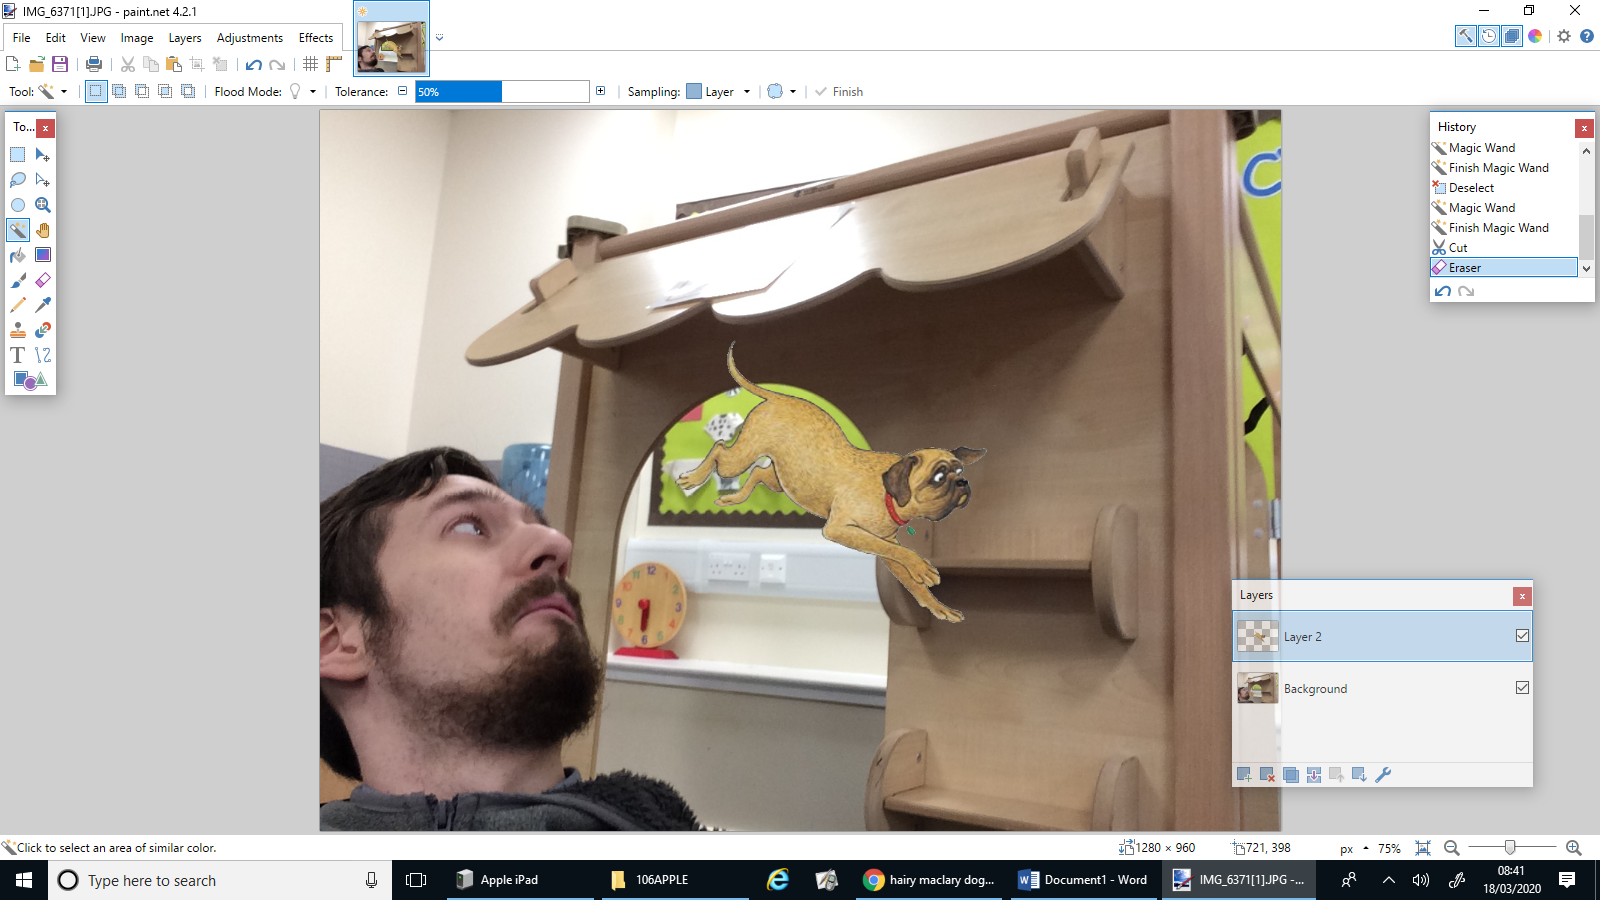 IMG_6371[1].JPG - paint.net 4.2.1
File Edit View Image Layers Adjustments Effects
Tool: Flood Mode: Tolerance: 50% Sampling: Layer Finish
To...
History
Magic Wand
Finish Magic Wand
Deselect
Magic Wand
Finish Magic Wand
Cut
Eraser
Layers
Layer 2
Background
Click to select an area of similar color.
1280 × 960
721, 398
px
75%
Type here to search
Apple iPad
106APPLE
hairy maclary dog...
Document1 - Word
IMG_6371[1].JPG -...
08:41
18/03/2020